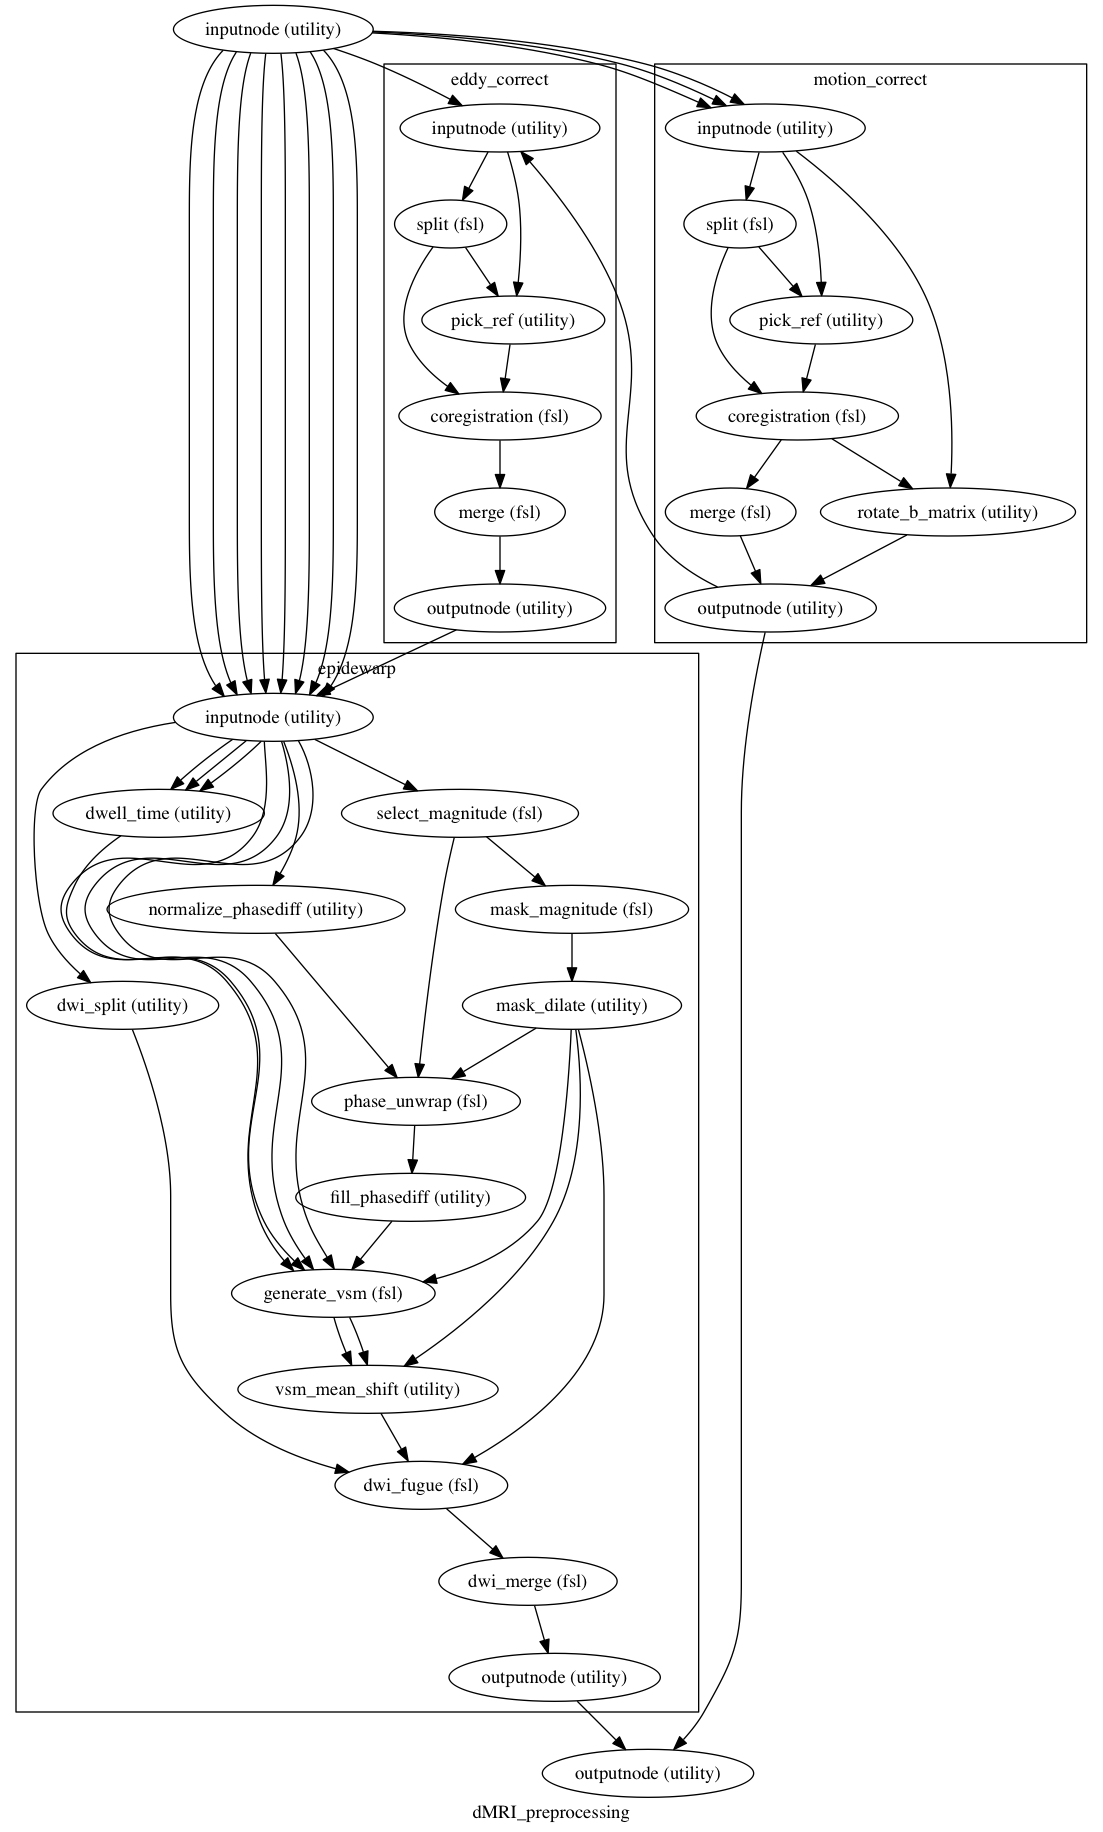 inputnode (utility)
eddy_correct
motion_correct
inputnode (utility)
inputnode (utility)
split (fsl)
split (fsl)
pick_ref (utility)
pick_ref (utility)
coregistration (fsl)
coregistration (fsl)
merge (fsl)
merge (fsl)
rotate_b_matrix (utility)
outputnode (utility)
outputnode (utility)
epidewarp
inputnode (utility)
dwell_time (utility)
select_magnitude (fsl)
normalize_phasediff (utility)
mask_magnitude (fsl)
dwi_split (utility)
mask_dilate (utility)
phase_unwrap (fsl)
fill_phasediff (utility)
generate_vsm (fsl)
vsm_mean_shift (utility)
dwi_fugue (fsl)
dwi_merge (fsl)
outputnode (utility)
outputnode (utility)
dMRI_preprocessing